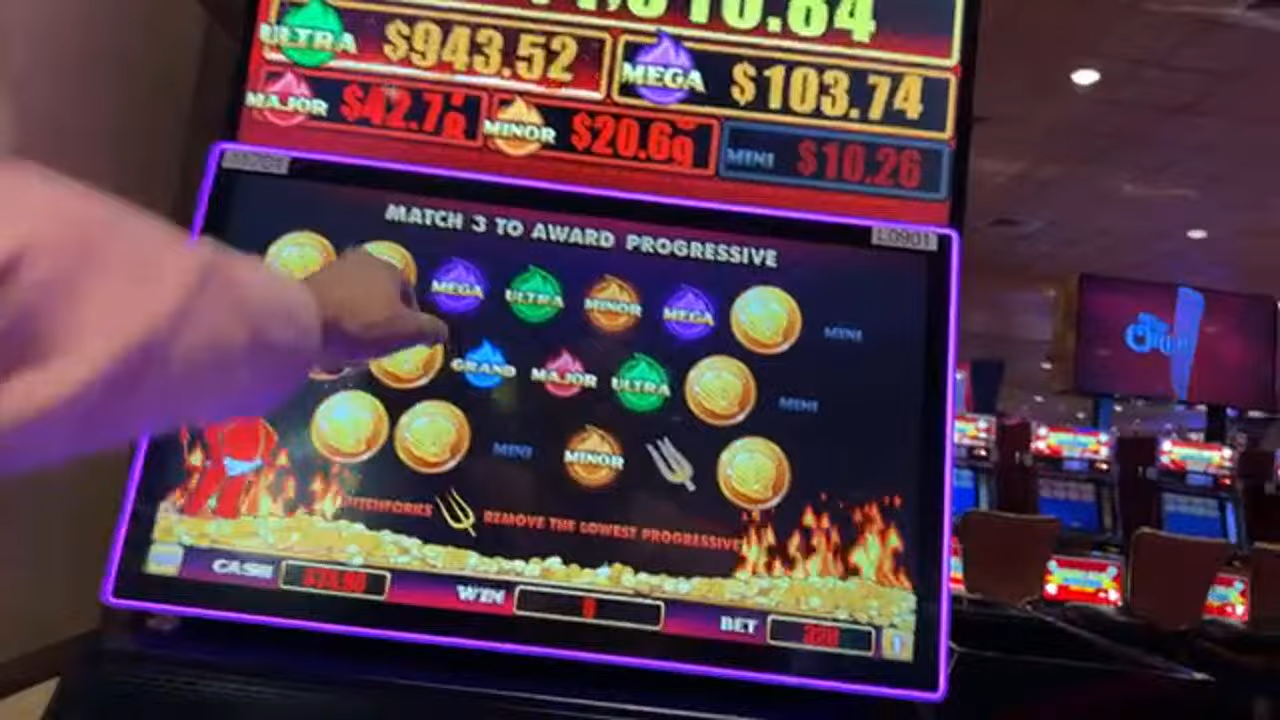 ULTRA $943.52 MEGA $103.74
MAJOR MINOR MINI $10.26
MATCH 3 TO AWARD PROGRESSIVE
MEGA ULTRA MINOR MEGA MINI
GRAND MAJOR ULTRA MINI
MINI MINOR
PITCHFORKS REMOVE THE LOWEST PROGRESSIVE
CASH WIN 0 BET